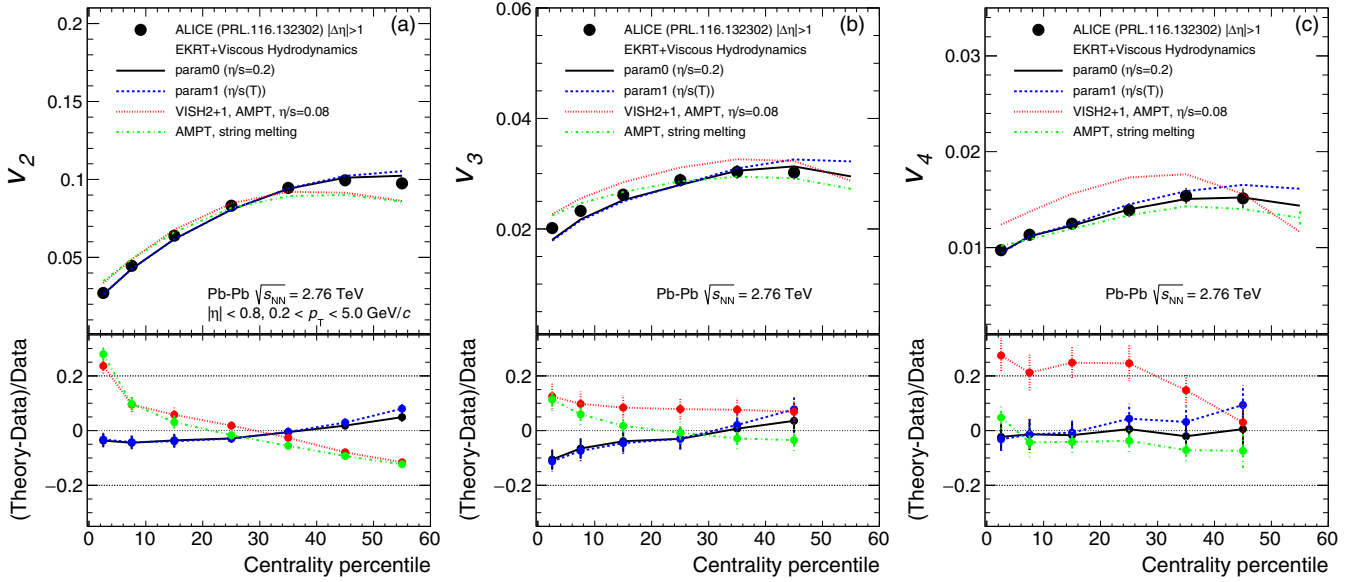 (a)
ALICE (PRL.116.132302) |Δη|>1
EKRT+Viscous Hydrodynamics
param0 (η/s=0.2)
param1 (η/s(T))
VISH2+1, AMPT, η/s=0.08
AMPT, string melting
0.2
0.15
0.1
0.05
v2
Pb-Pb √sNN = 2.76 TeV
|η| < 0.8, 0.2 < pT < 5.0 GeV/c
(Theory-Data)/Data
0.2
0
−0.2
0 10 20 30 40 50 60
Centrality percentile
(b)
ALICE (PRL.116.132302) |Δη|>1
EKRT+Viscous Hydrodynamics
param0 (η/s=0.2)
param1 (η/s(T))
VISH2+1, AMPT, η/s=0.08
AMPT, string melting
0.06
0.04
0.02
v3
Pb-Pb √sNN = 2.76 TeV
(Theory-Data)/Data
0.2
0
−0.2
0 10 20 30 40 50 60
Centrality percentile
(c)
ALICE (PRL.116.132302) |Δη|>1
EKRT+Viscous Hydrodynamics
param0 (η/s=0.2)
param1 (η/s(T))
VISH2+1, AMPT, η/s=0.08
AMPT, string melting
0.03
0.02
0.01
v4
Pb-Pb √sNN = 2.76 TeV
(Theory-Data)/Data
0.2
0
−0.2
0 10 20 30 40 50 60
Centrality percentile